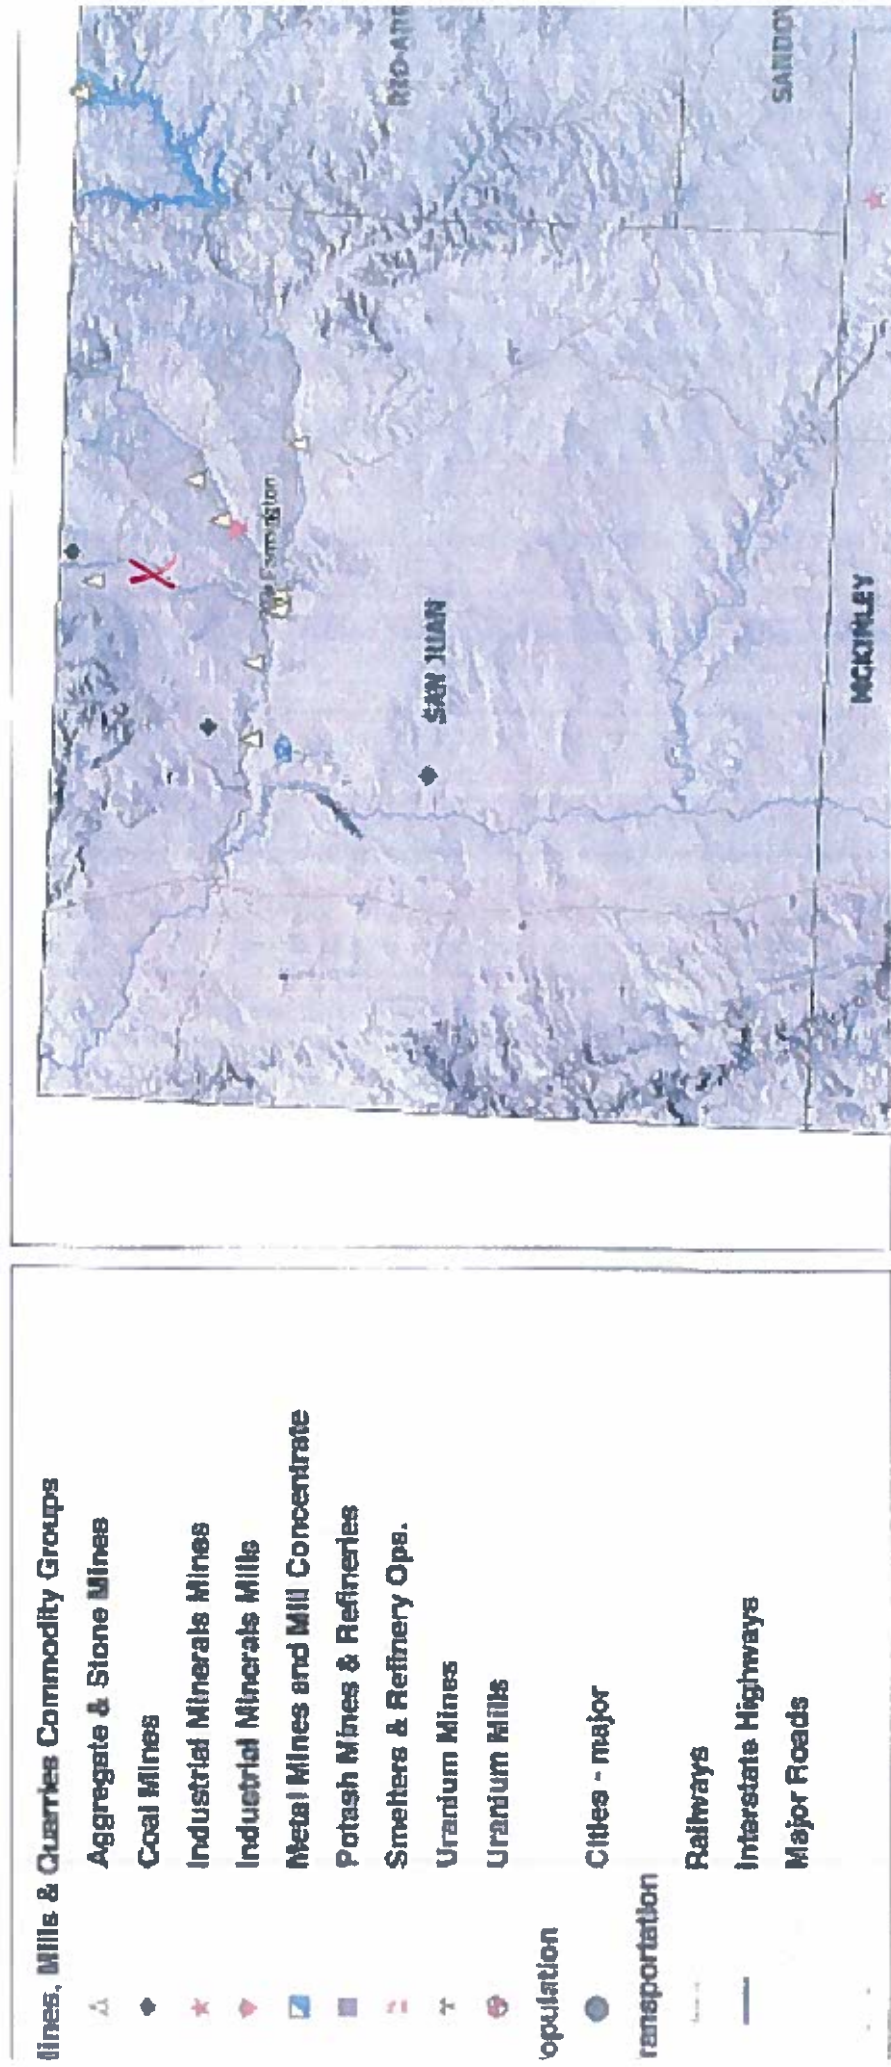 Mines, Mills & Quarries Commodity Groups
Aggregate & Stone Mines
Coal Mines
Industrial Minerals Mines
Industrial Minerals Mills
Metal Mines and Mill Concentrate
Potash Mines & Refineries
Smelters & Refinery Ops.
Uranium Mines
Uranium Mills
opulation
Cities - major
ransportation
Railways
Interstate Highways
Major Roads
Farmington
SAN JUAN
MCKINLEY
RIO ARR
SANDOV
X